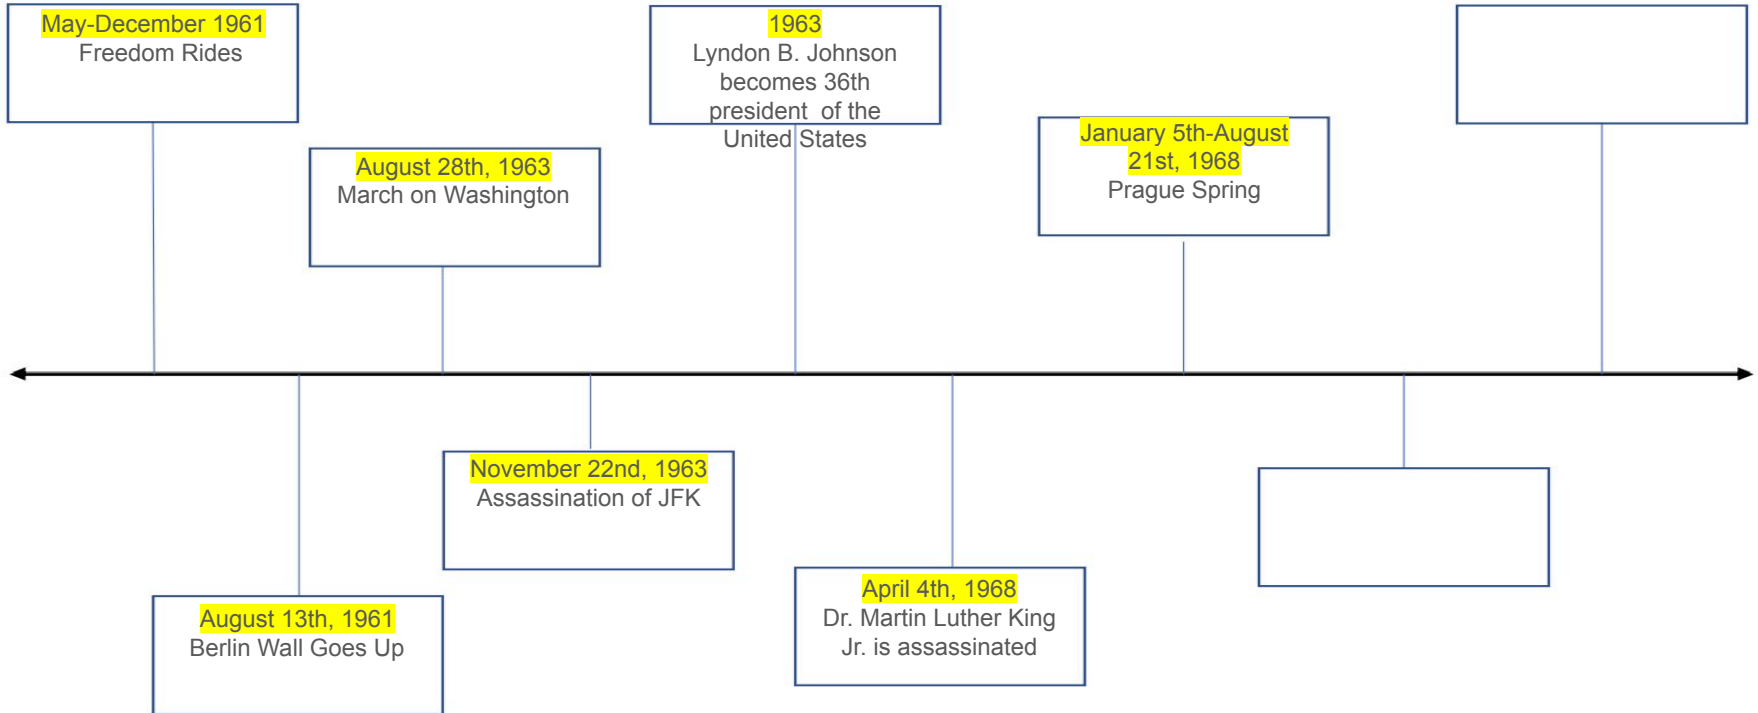 May-December 1961
Freedom Rides
August 28th, 1963
March on Washington
1963
Lyndon B. Johnson
becomes 36th
president  of the
United States
January 5th-August
21st, 1968
Prague Spring
August 13th, 1961
Berlin Wall Goes Up
November 22nd, 1963
Assassination of JFK
April 4th, 1968
Dr. Martin Luther King
Jr. is assassinated